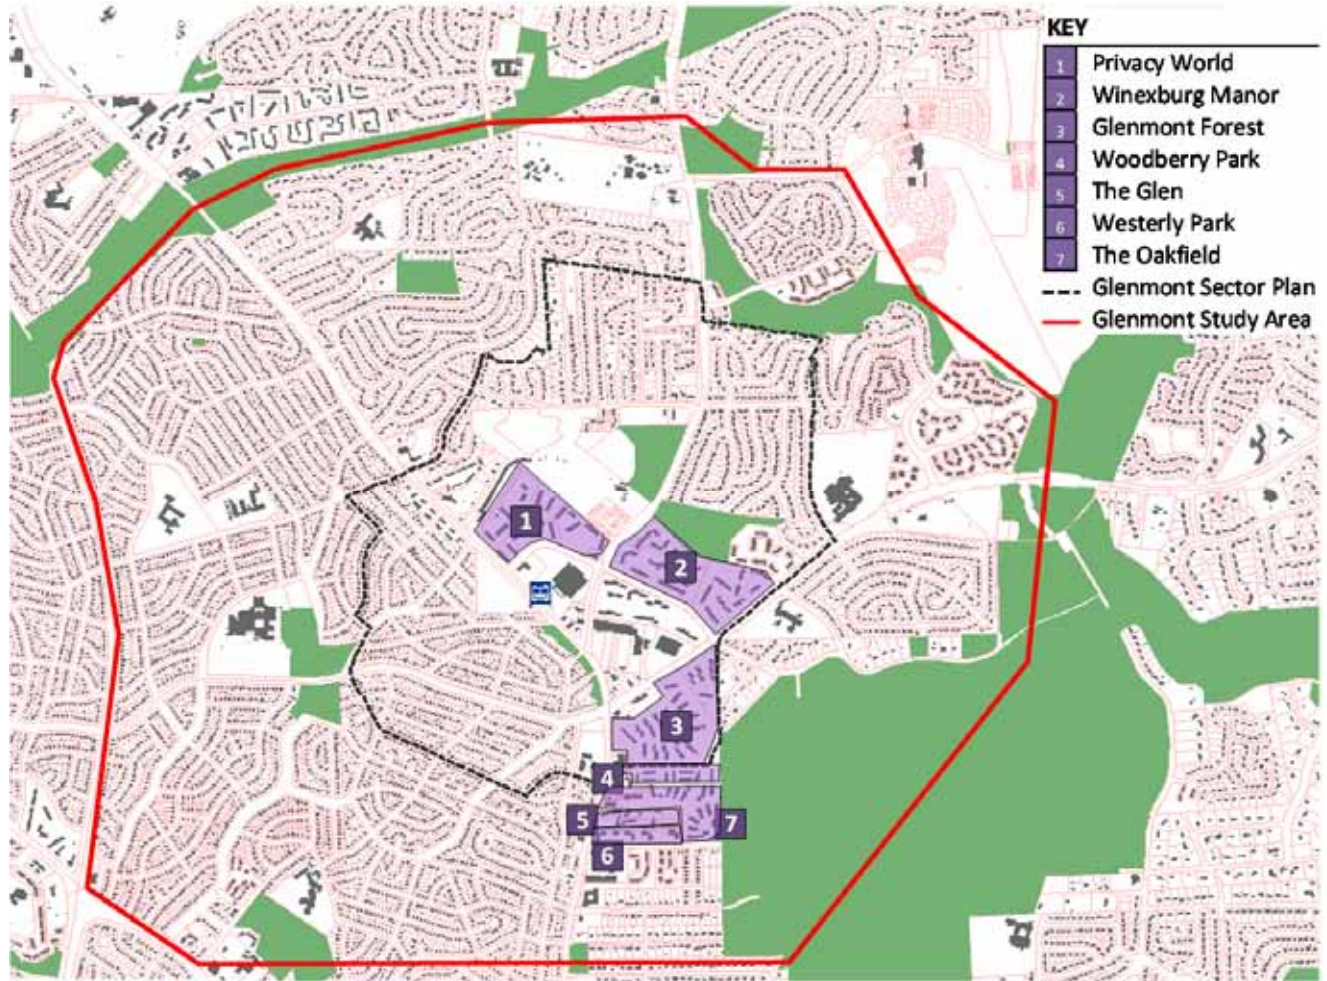 KEY
1 Privacy World
2 Winexburg Manor
3 Glenmont Forest
4 Woodberry Park
5 The Glen
6 Westerly Park
7 The Oakfield
Glenmont Sector Plan
Glenmont Study Area
1
2
3
4
5
7
6